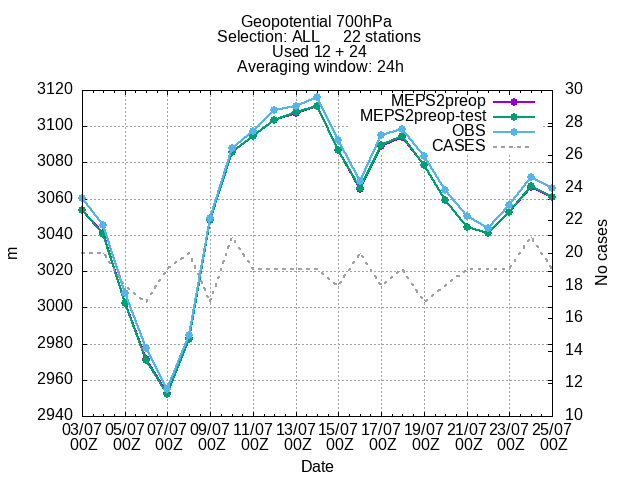 Geopotential 700hPa
Selection: ALL 22 stations
Used 12 + 24
Averaging window: 24h
3120
3100
3080
3060
3040
3020
3000
2980
2960
2940
m
30
28
26
24
22
20
18
16
14
12
10
No cases
MEPS2preop
MEPS2preop-test
OBS
CASES
03/07 05/07 07/07 09/07 11/07 13/07 15/07 17/07 19/07 21/07 23/07 25/07
00Z 00Z 00Z 00Z 00Z 00Z 00Z 00Z 00Z 00Z 00Z 00Z
Date